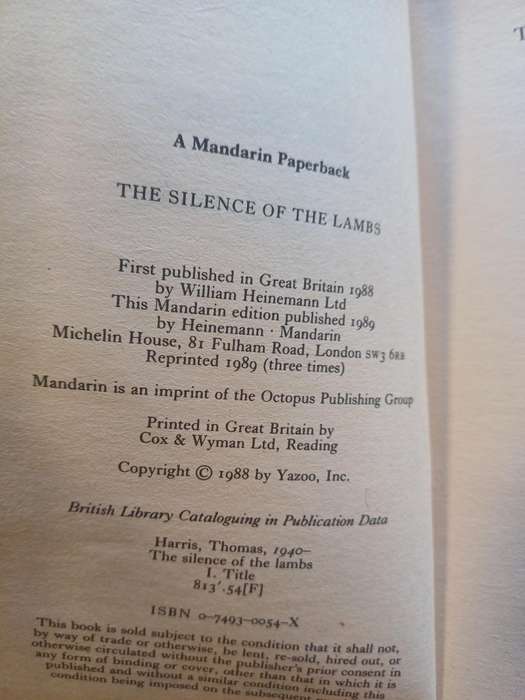 A Mandarin Paperback
THE SILENCE OF THE LAMBS
First published in Great Britain 1988
by William Heinemann Ltd
This Mandarin edition published 1989
by Heinemann · Mandarin
Michelin House, 81 Fulham Road, London SW3 6RB
Reprinted 1989 (three times)
Mandarin is an imprint of the Octopus Publishing Group
Printed in Great Britain by
Cox & Wyman Ltd, Reading
Copyright © 1988 by Yazoo, Inc.
British Library Cataloguing in Publication Data
Harris, Thomas, 1940–
The silence of the lambs
I. Title
813'.54[F]
ISBN 0-7493-0054-X
This book is sold subject to the condition that it shall not,
by way of trade or otherwise, be lent, re-sold, hired out, or
otherwise circulated without the publisher's prior consent in
any form of binding or cover, other than that in which it is
published and without a similar condition including this
condition being imposed on the subsequent